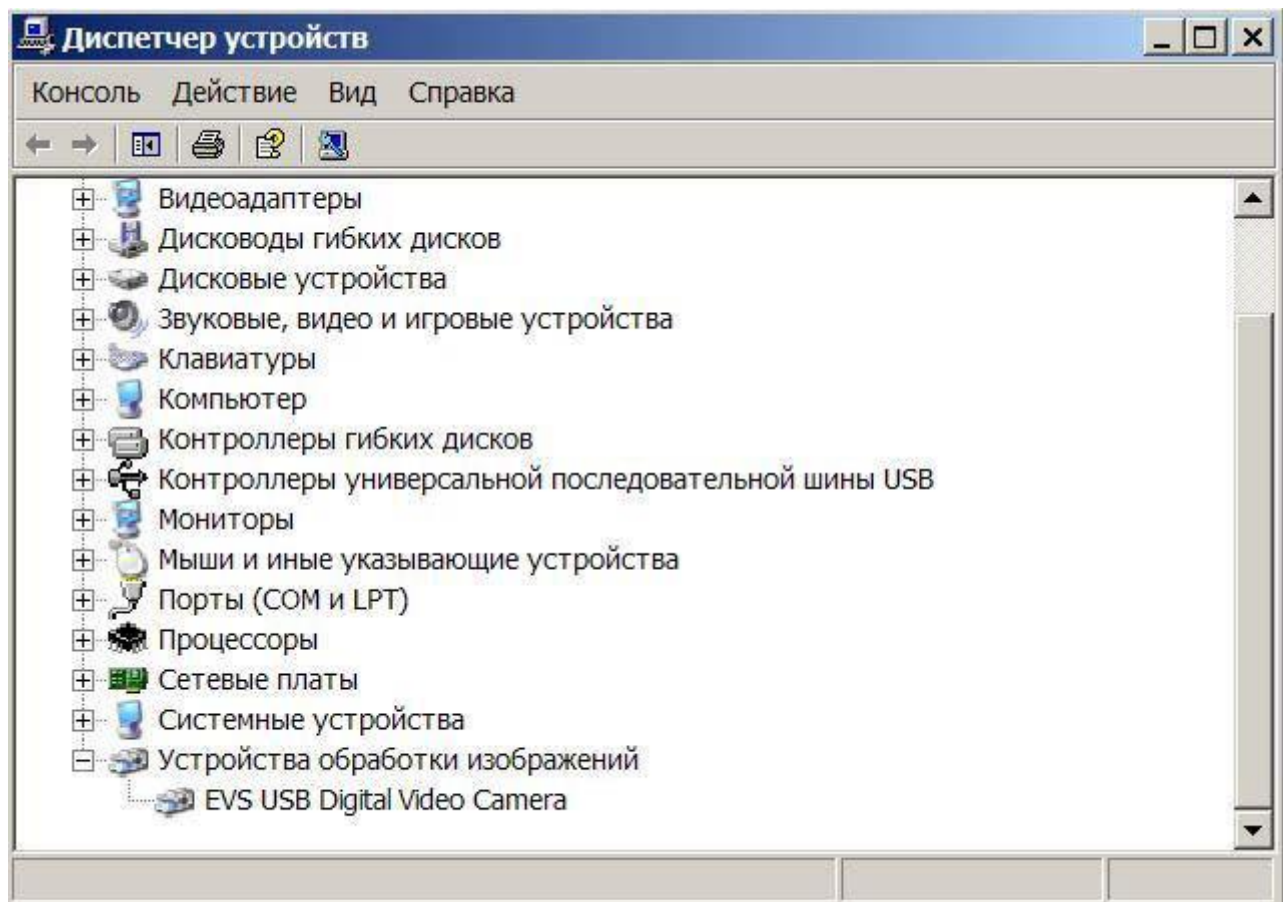 Диспетчер устройств
Консоль Действие Вид Справка
Видеоадаптеры
Дисководы гибких дисков
Дисковые устройства
Звуковые, видео и игровые устройства
Клавиатуры
Компьютер
Контроллеры гибких дисков
Контроллеры универсальной последовательной шины USB
Мониторы
Мыши и иные указывающие устройства
Порты (COM и LPT)
Процессоры
Сетевые платы
Системные устройства
Устройства обработки изображений
EVS USB Digital Video Camera